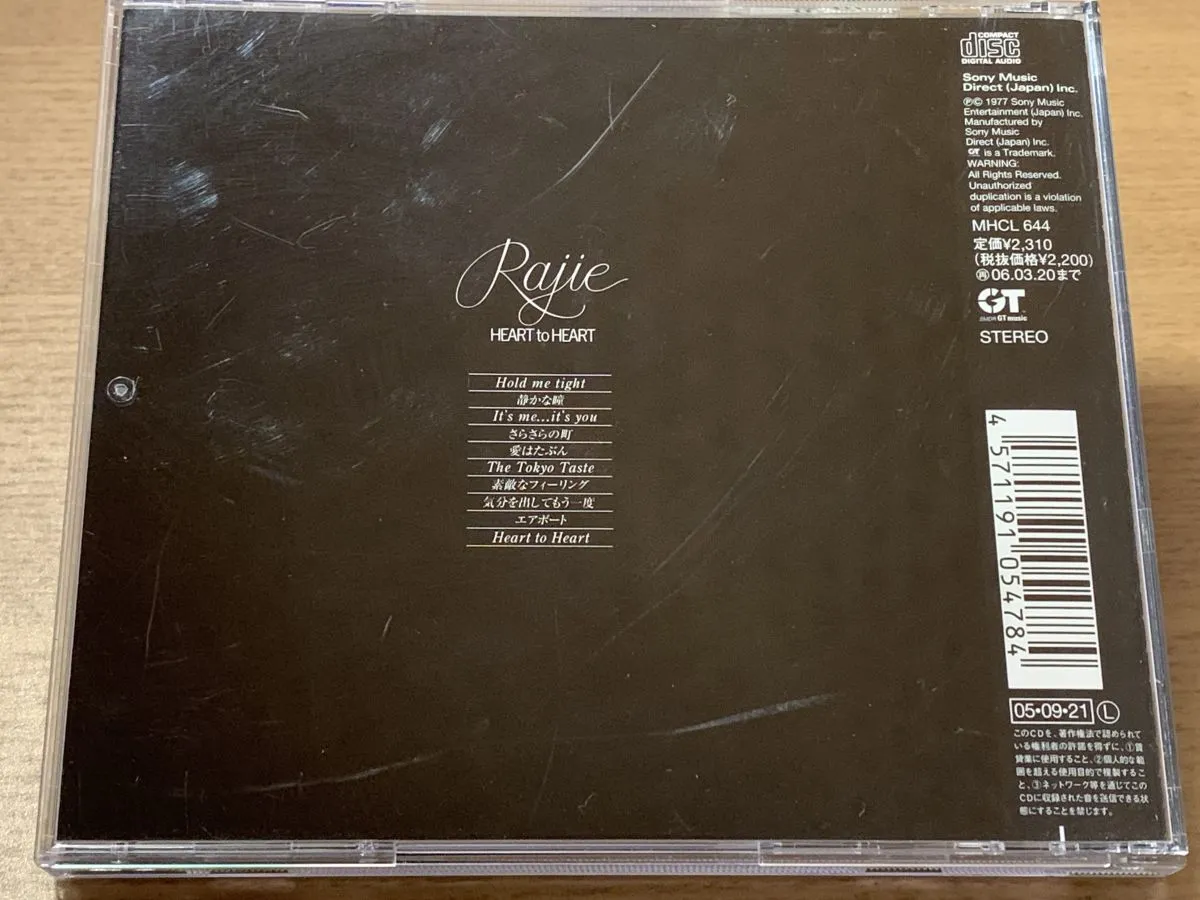 Rajie
HEART to HEART
Hold me tight
静かな瞳
It's me...it's you
さらさらの町
愛はたぶん
The Tokyo Taste
素敵なフィーリング
気分を出してもう一度
エアポート
Heart to Heart
COMPACT
disc
DIGITAL AUDIO
Sony Music
Direct (Japan) Inc.
Ⓟ© 1977 Sony Music
Entertainment (Japan) Inc.
Manufactured by
Sony Music
Direct (Japan) Inc.
GT is a Trademark.
WARNING:
All Rights Reserved.
Unauthorized
duplication is a violation
of applicable laws.
MHCL 644
定価¥2,310
(税抜価格¥2,200)
㊐06.03.20まで
GT
SMDR GT music
STEREO
4 571191 054784
05•09•21 Ⓛ
このCDを、著作権法で認められて
いる権利者の許諾を得ずに、①賃
貸業に使用すること、②個人的な範
囲を超える使用目的で複製するこ
と、③ネットワーク等を通じてこの
CDに収録された音を送信できる状
態にすることを禁じます。